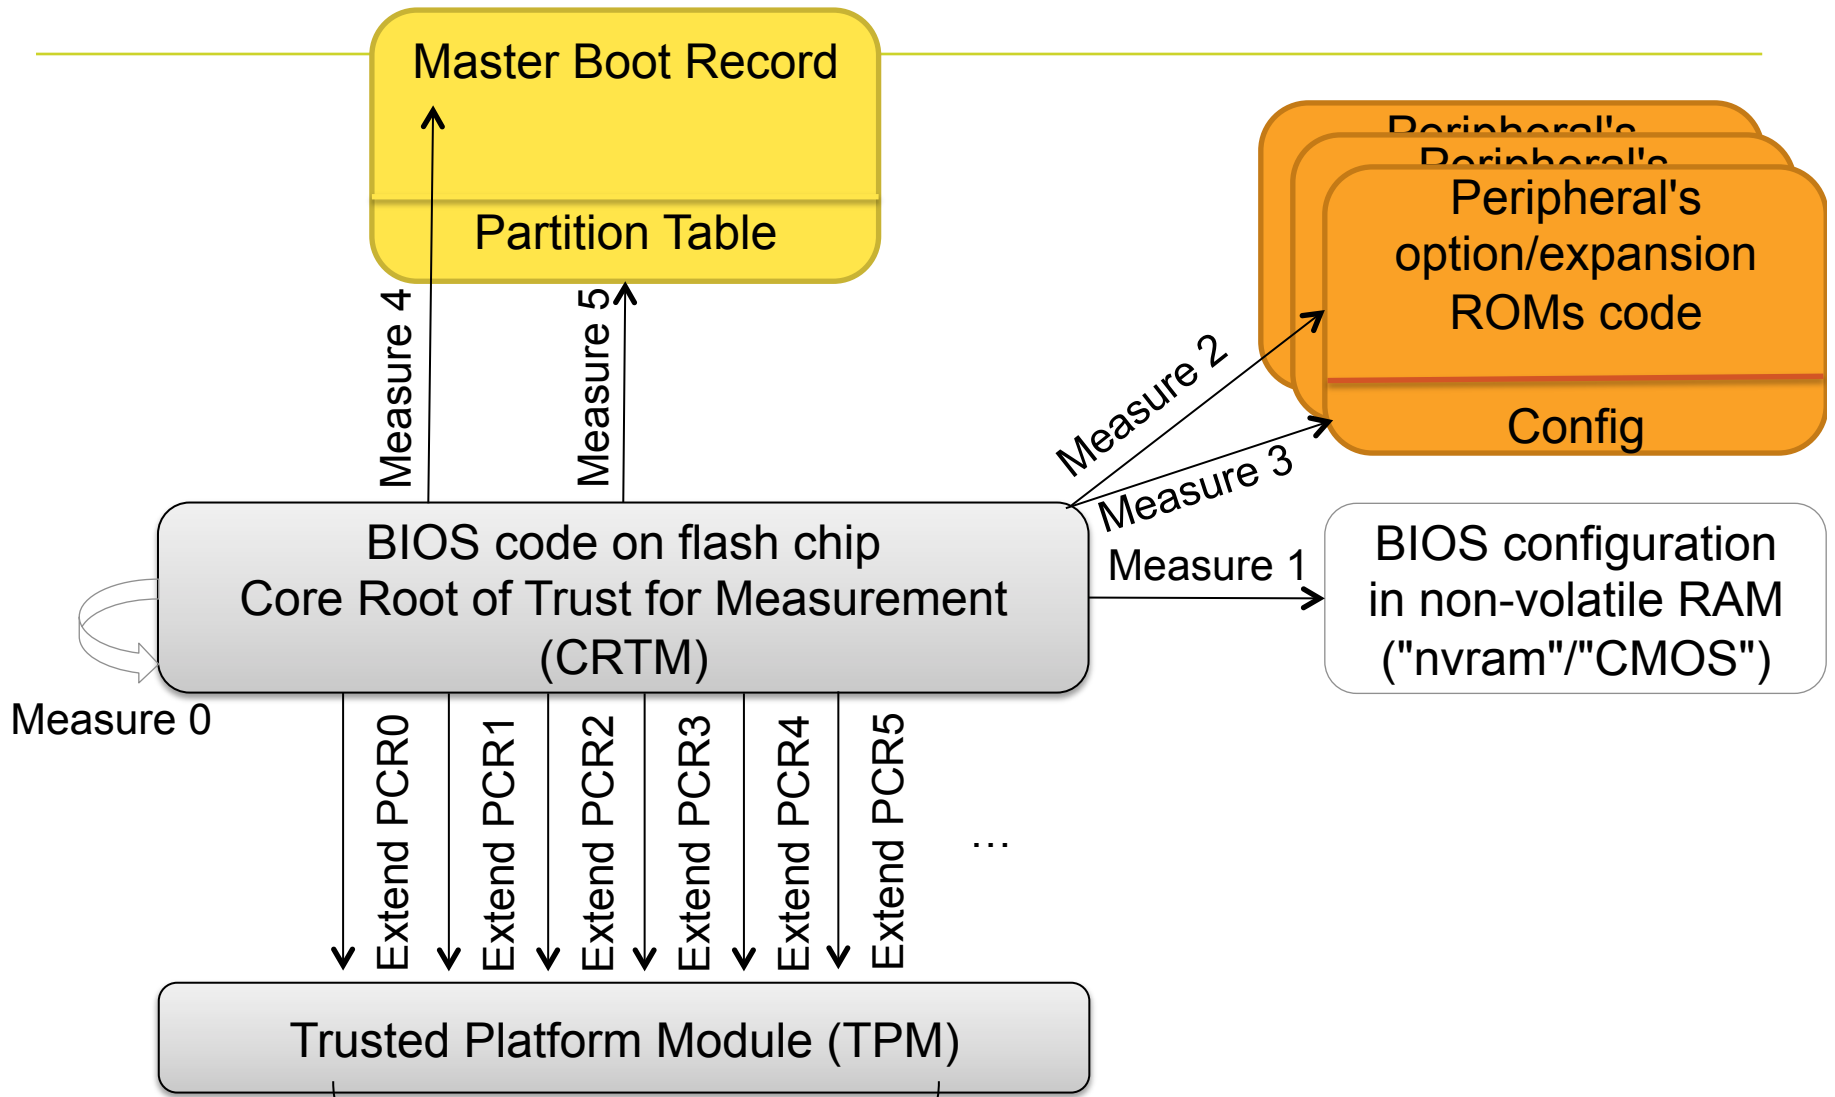 Master Boot Record
Partition Table
Peripheral's
Peripheral's
Peripheral's
option/expansion
ROMs code
Config
Measure 4
Measure 5
Measure 2
Measure 3
Measure 1
BIOS code on flash chip
Core Root of Trust for Measurement
(CRTM)
BIOS configuration
in non-volatile RAM
("nvram"/"CMOS")
Measure 0
Extend PCR0
Extend PCR1
Extend PCR2
Extend PCR3
Extend PCR4
Extend PCR5
...
Trusted Platform Module (TPM)